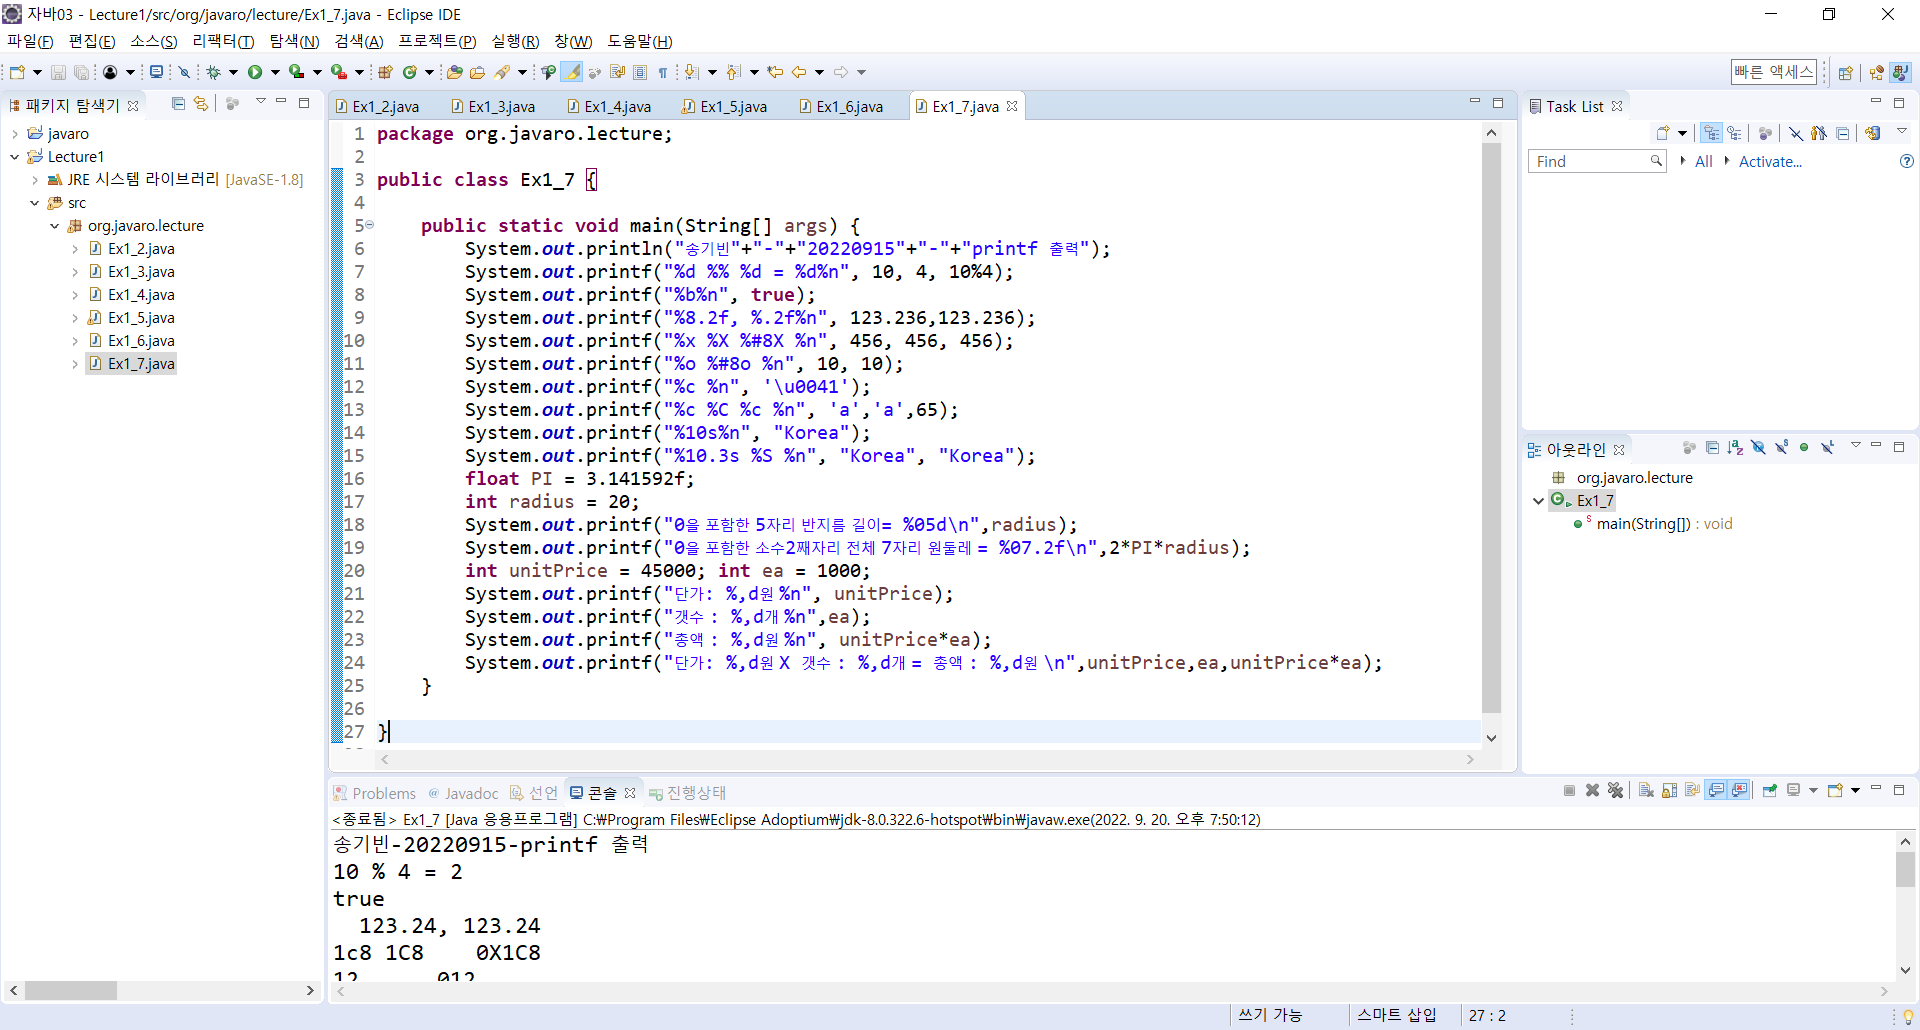 자바03 - Lecture1/src/org/javaro/lecture/Ex1_7.java - Eclipse IDE
파일(F) 편집(E) 소스(S) 리팩터(T) 탐색(N) 검색(A) 프로젝트(P) 실행(R) 창(W) 도움말(H)
빠른 액세스
패키지 탐색기
javaro
Lecture1
JRE 시스템 라이브러리 [JavaSE-1.8]
src
org.javaro.lecture
Ex1_2.java
Ex1_3.java
Ex1_4.java
Ex1_5.java
Ex1_6.java
Ex1_7.java
Ex1_2.java Ex1_3.java Ex1_4.java Ex1_5.java Ex1_6.java Ex1_7.java
1 package org.javaro.lecture;
2
3 public class Ex1_7 {
4
5 public static void main(String[] args) {
6 System.out.println("송기빈"+"-"+"20220915"+"-"+"printf 출력");
7 System.out.printf("%d %% %d = %d%n", 10, 4, 10%4);
8 System.out.printf("%b%n", true);
9 System.out.printf("%8.2f, %.2f%n", 123.236,123.236);
10 System.out.printf("%x %X %#8X %n", 456, 456, 456);
11 System.out.printf("%o %#8o %n", 10, 10);
12 System.out.printf("%c %n", '\u0041');
13 System.out.printf("%c %C %c %n", 'a','a',65);
14 System.out.printf("%10s%n", "Korea");
15 System.out.printf("%10.3s %S %n", "Korea", "Korea");
16 float PI = 3.141592f;
17 int radius = 20;
18 System.out.printf("0을 포함한 5자리 반지름 길이= %05d\n",radius);
19 System.out.printf("0을 포함한 소수2째자리 전체 7자리 원둘레 = %07.2f\n",2*PI*radius);
20 int unitPrice = 45000; int ea = 1000;
21 System.out.printf("단가: %,d원 %n", unitPrice);
22 System.out.printf("갯수 : %,d개 %n",ea);
23 System.out.printf("총액 : %,d원 %n", unitPrice*ea);
24 System.out.printf("단가: %,d원 X 갯수 : %,d개 = 총액 : %,d원 \n",unitPrice,ea,unitPrice*ea);
25 }
26
27 }
Task List
Find All Activate...
아웃라인
org.javaro.lecture
Ex1_7
main(String[]) : void
Problems @ Javadoc 선언 콘솔 진행상태
<종료됨> Ex1_7 [Java 응용프로그램] C:₩Program Files₩Eclipse Adoptium₩jdk-8.0.322.6-hotspot₩bin₩javaw.exe(2022. 9. 20. 오후 7:50:12)
송기빈-20220915-printf 출력
10 % 4 = 2
true
123.24, 123.24
1c8 1C8 0X1C8
12 012
쓰기 가능 스마트 삽입 27 : 2